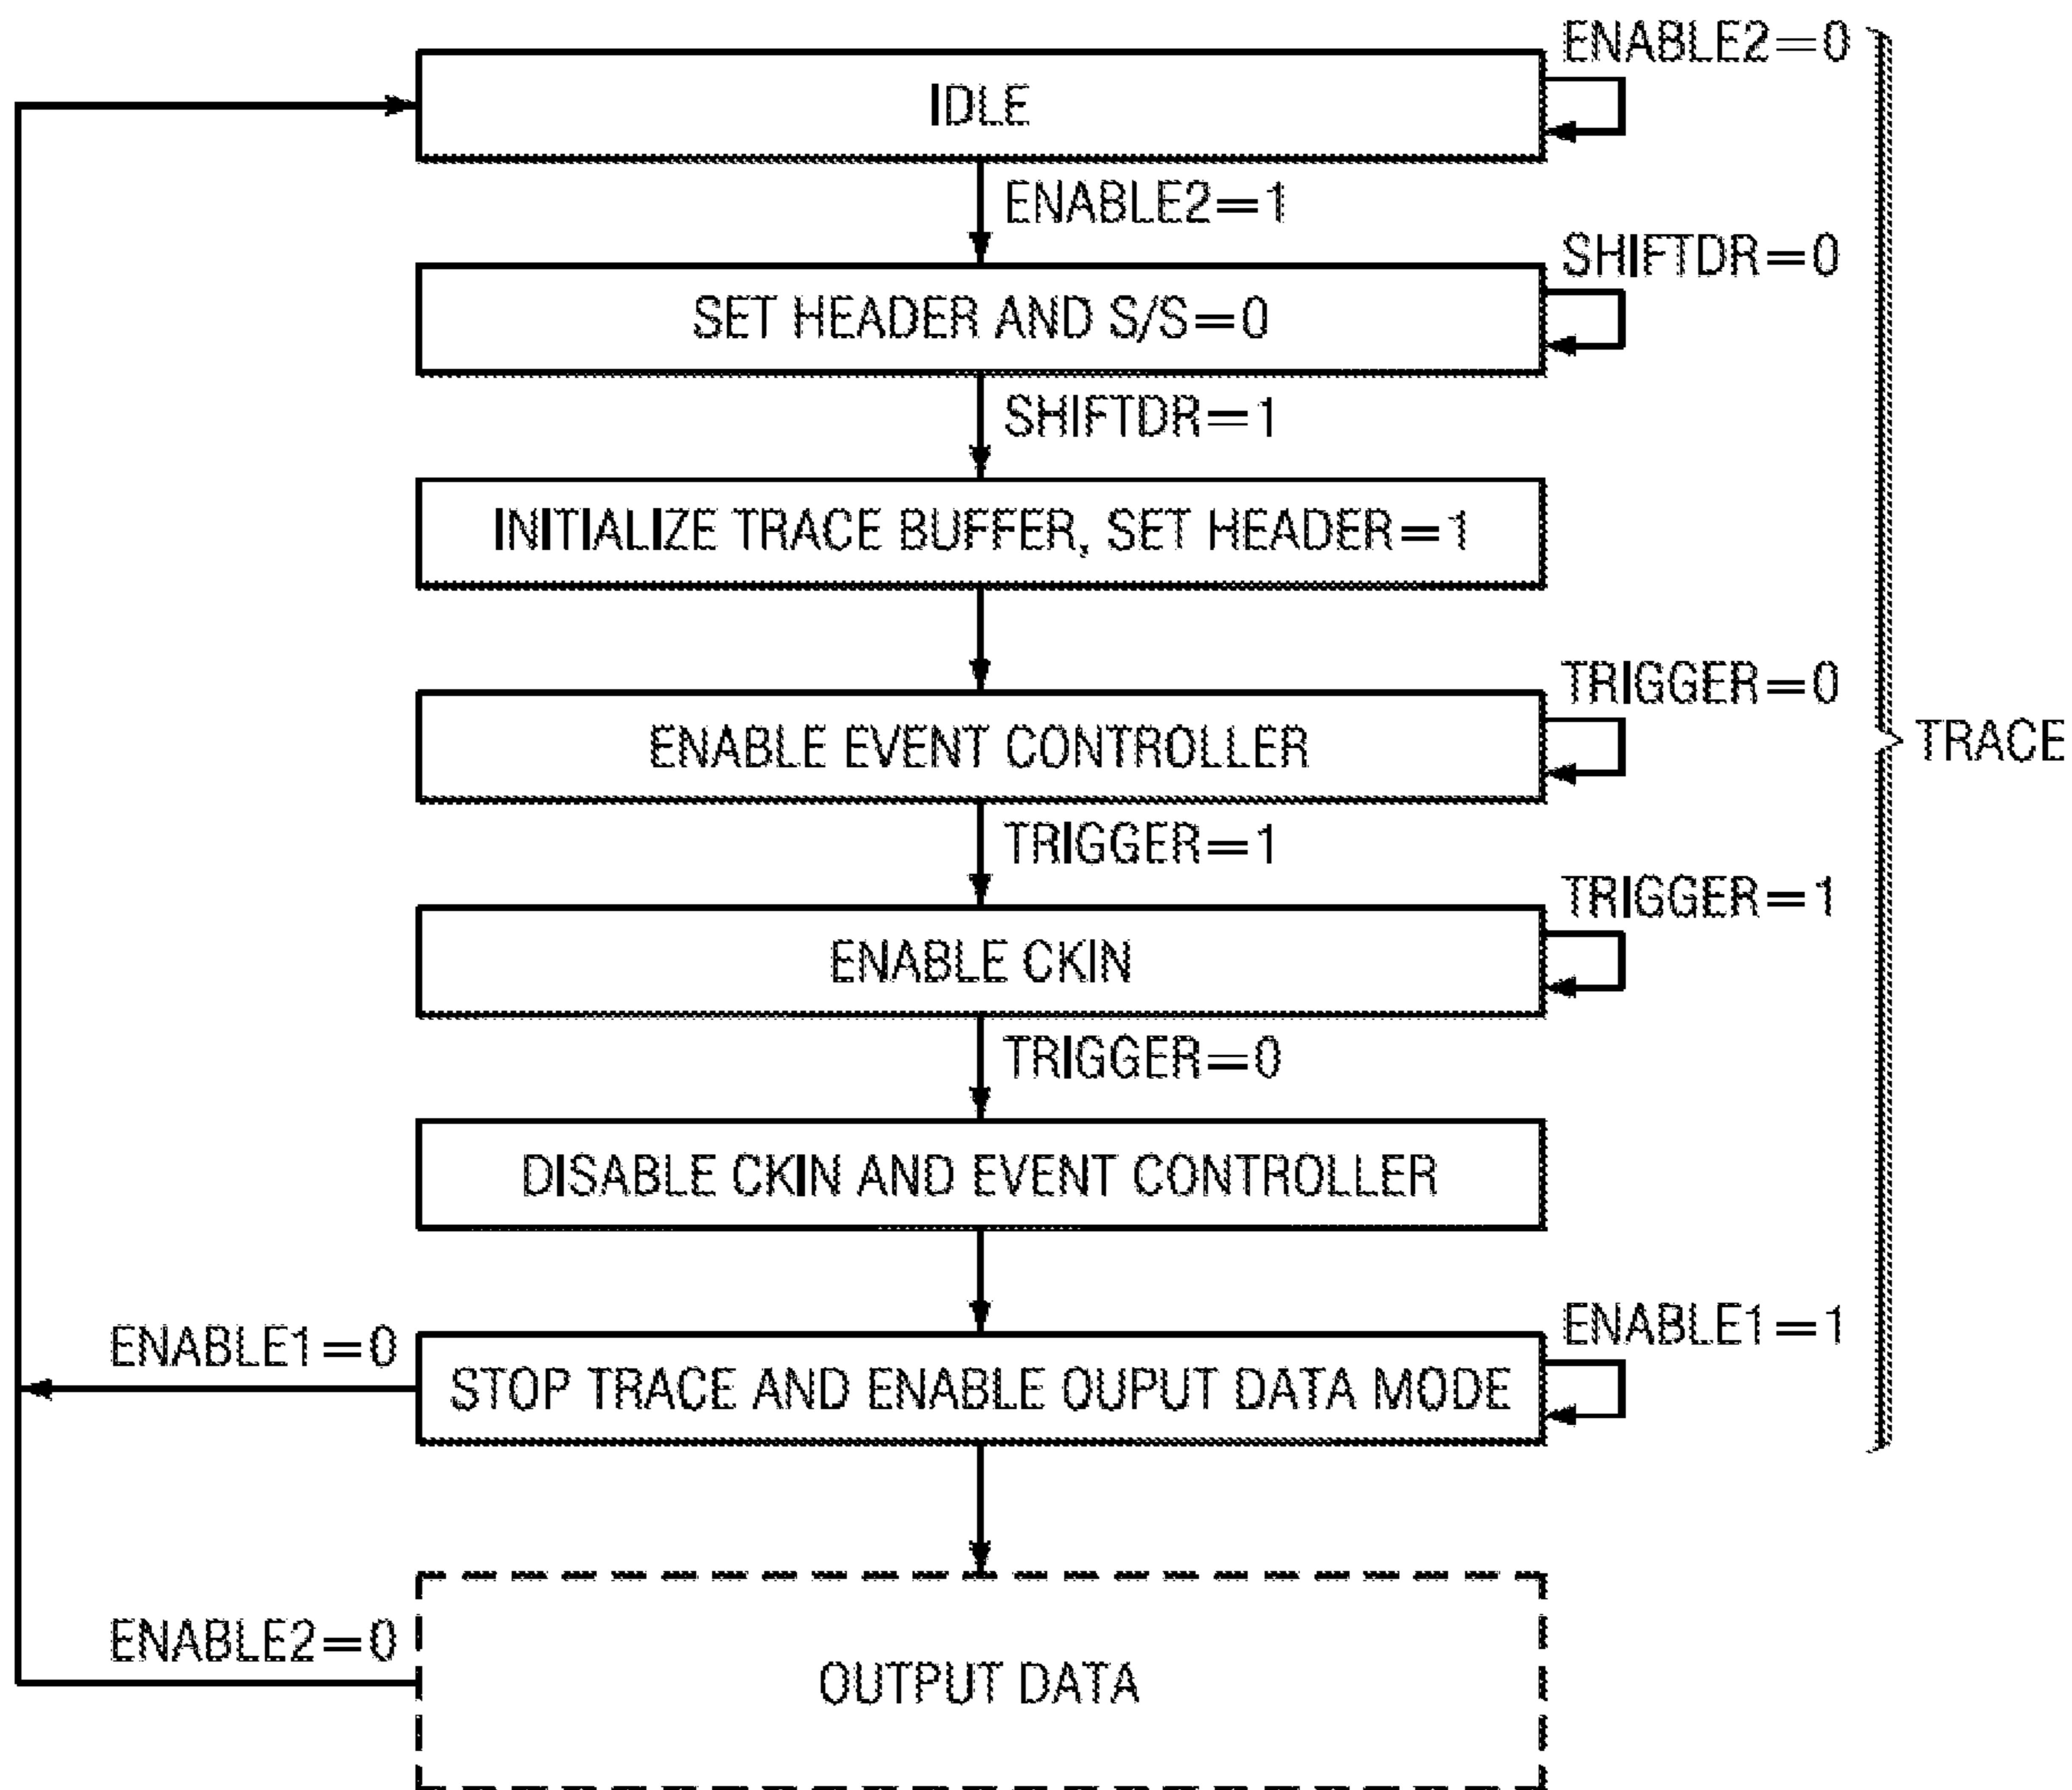 ENABLE2=0
IDLE
ENABLE2=1
SHIFTDR=0
SET HEADER AND S/S=0
SHIFTDR=1
INITIALIZE TRACE BUFFER, SET HEADER=1
TRIGGER=0
ENABLE EVENT CONTROLLER
TRACE
TRIGGER=1
TRIGGER=1
ENABLE CKIN
TRIGGER=0
DISABLE CKIN AND EVENT CONTROLLER
ENABLE1=1
ENABLE1=0
STOP TRACE AND ENABLE OUPUT DATA MODE
ENABLE2=0
OUTPUT DATA